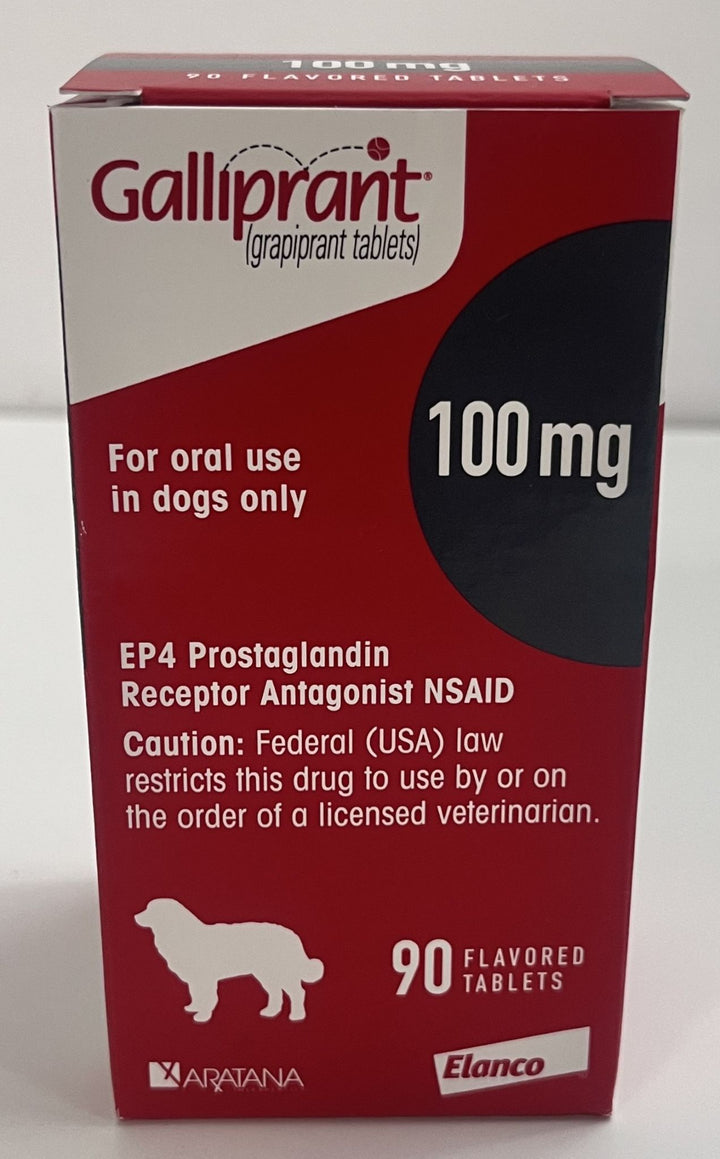 100 mg
90 FLAVORED TABLETS
Galliprant®
(grapiprant tablets)
100 mg
For oral use
in dogs only
EP4 Prostaglandin
Receptor Antagonist NSAID
Caution: Federal (USA) law
restricts this drug to use by or on
the order of a licensed veterinarian.
90 FLAVORED
TABLETS
ARATANA
Elanco